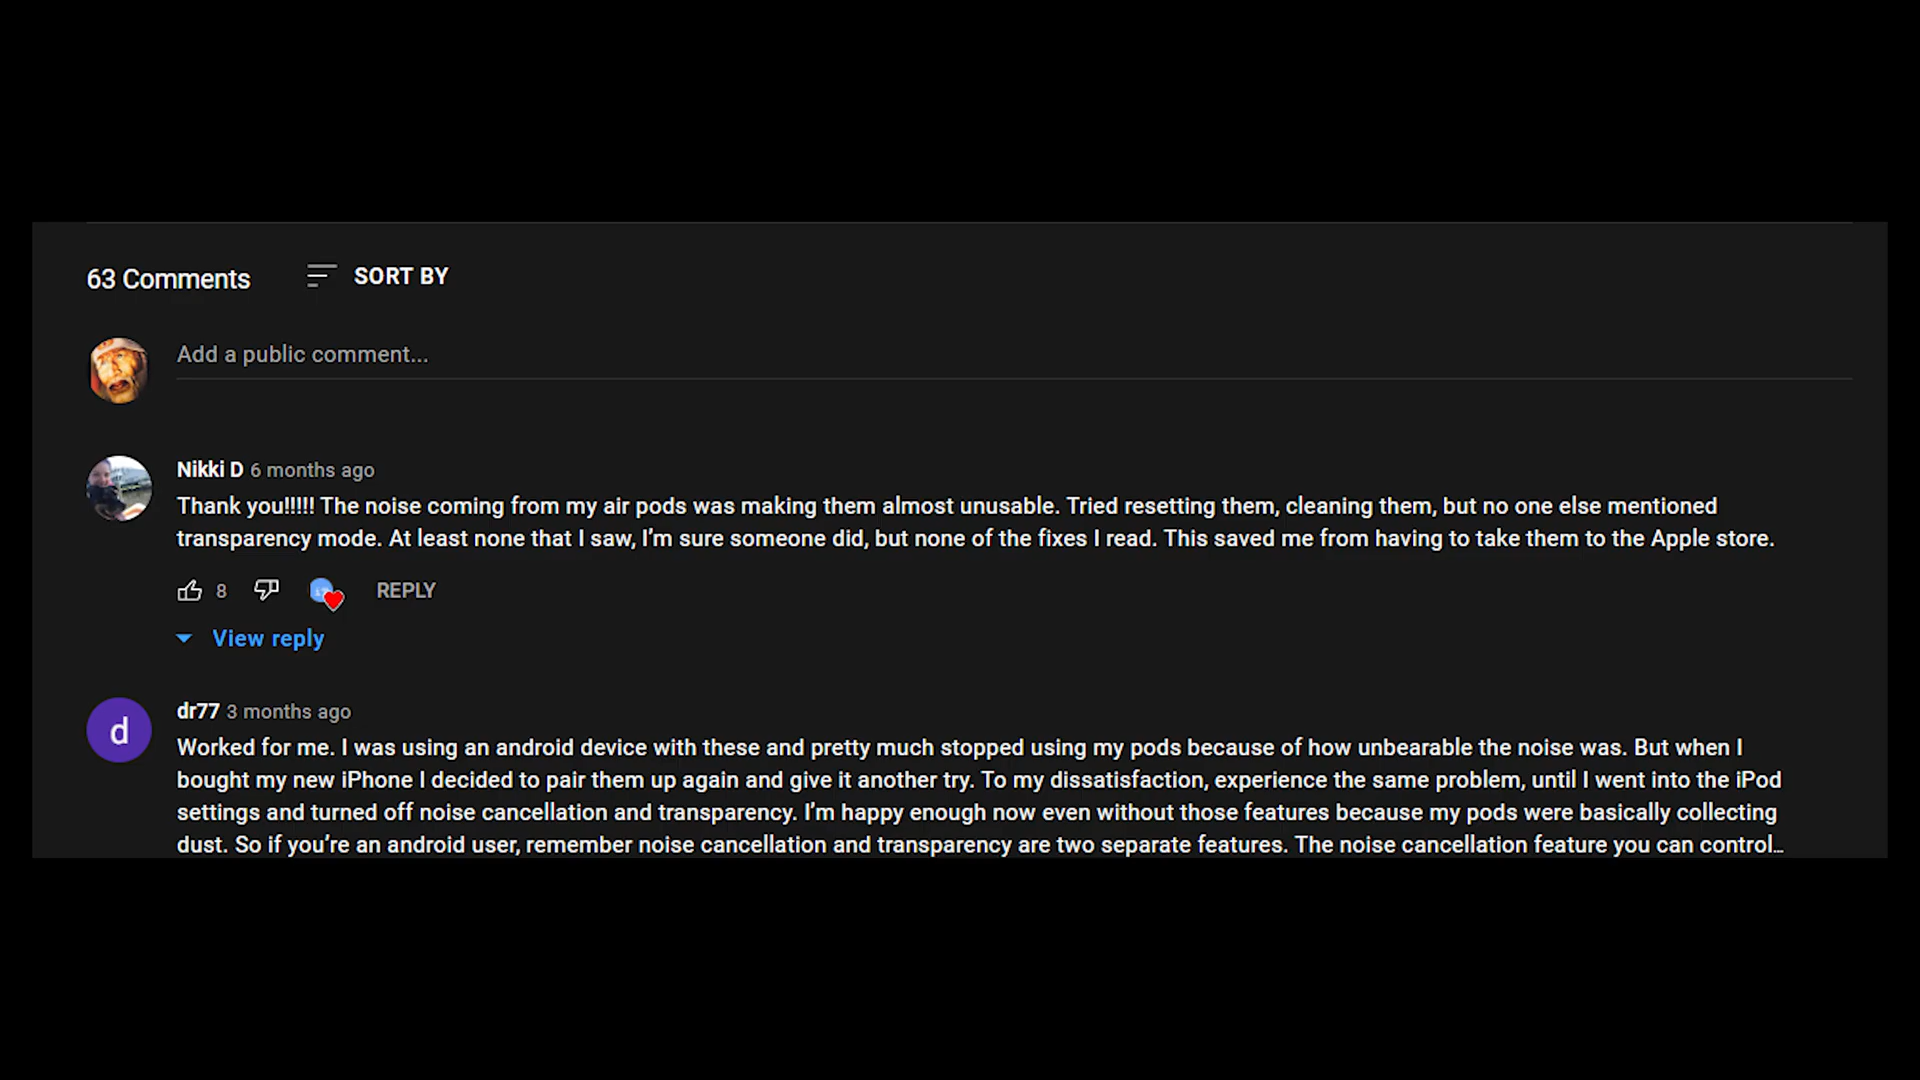 63 Comments
SORT BY
Add a public comment...
Nikki D 6 months ago
Thank you!!!!! The noise coming from my air pods was making them almost unusable. Tried resetting them, cleaning them, but no one else mentioned
transparency mode. At least none that I saw, I’m sure someone did, but none of the fixes I read. This saved me from having to take them to the Apple store.
8
REPLY
View reply
d
dr77 3 months ago
Worked for me. I was using an android device with these and pretty much stopped using my pods because of how unbearable the noise was. But when I
bought my new iPhone I decided to pair them up again and give it another try. To my dissatisfaction, experience the same problem, until I went into the iPod
settings and turned off noise cancellation and transparency. I’m happy enough now even without those features because my pods were basically collecting
dust. So if you’re an android user, remember noise cancellation and transparency are two separate features. The noise cancellation feature you can control…